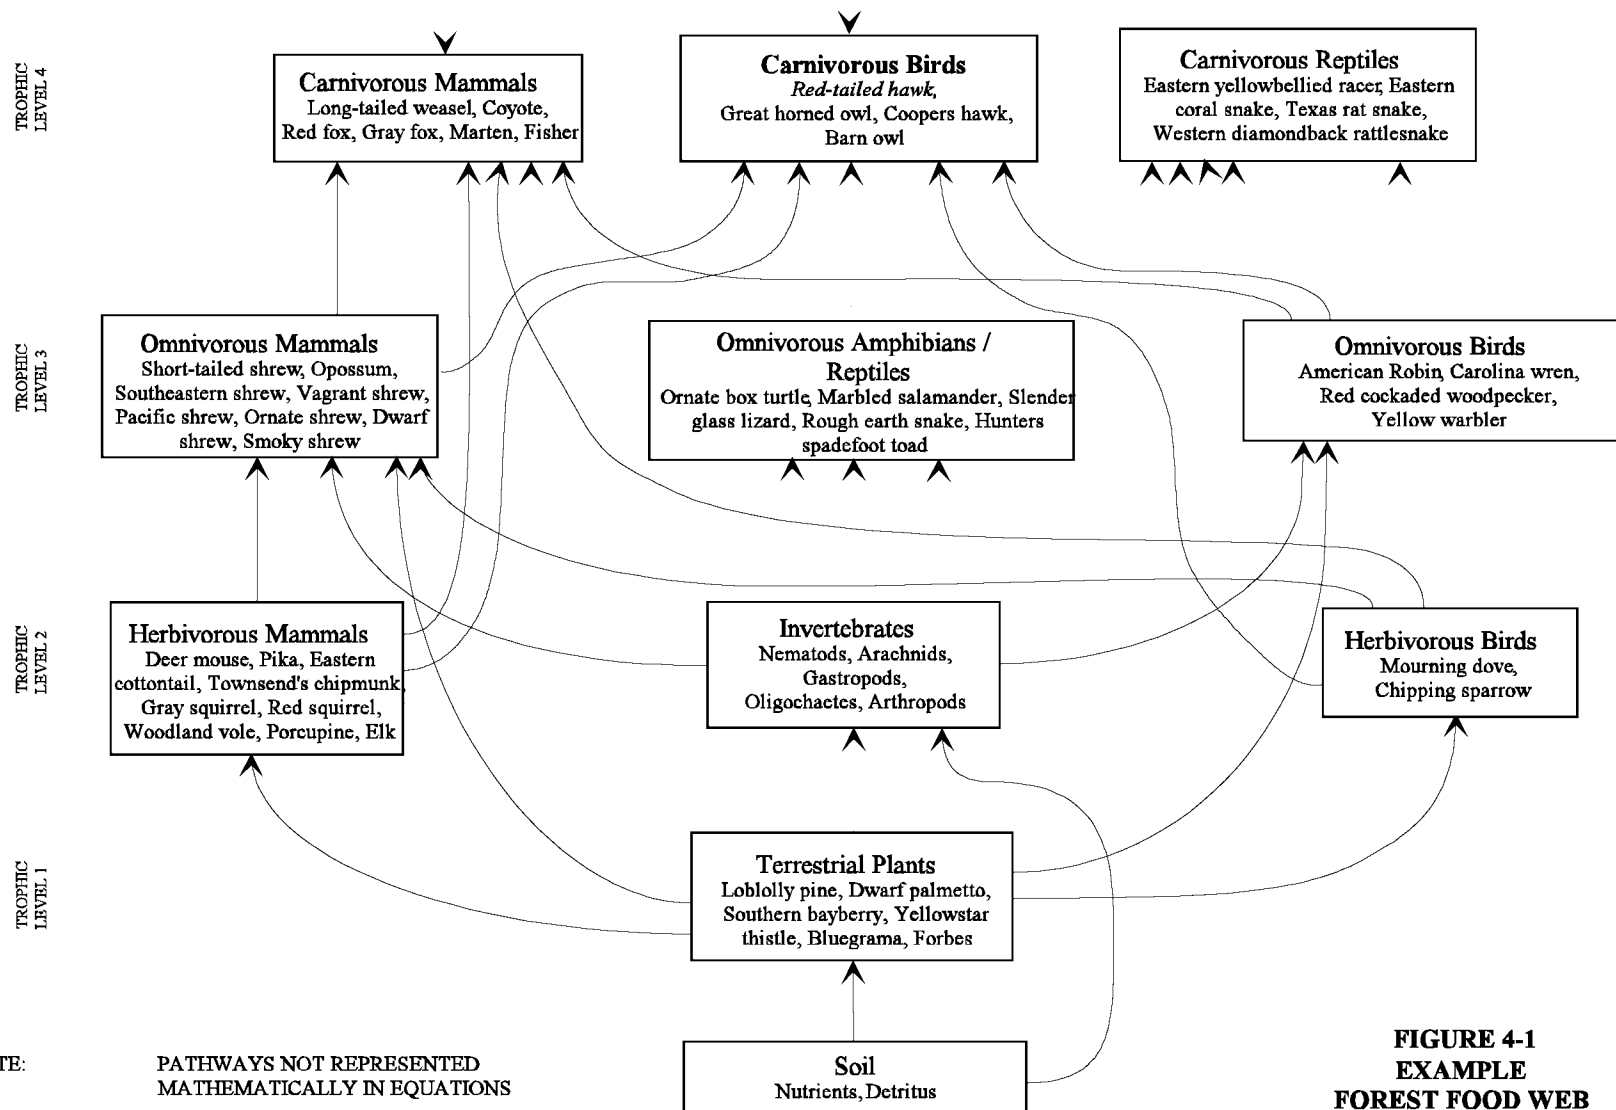 TROPHIC
LEVEL 4
Carnivorous Mammals
Long-tailed weasel, Coyote,
Red fox, Gray fox, Marten, Fisher
Carnivorous Birds
Red-tailed hawk,
Great horned owl, Coopers hawk,
Barn owl
Carnivorous Reptiles
Eastern yellowbellied racer, Eastern
coral snake, Texas rat snake,
Western diamondback rattlesnake
TROPHIC
LEVEL 3
Omnivorous Mammals
Short-tailed shrew, Opossum,
Southeastern shrew, Vagrant shrew,
Pacific shrew, Ornate shrew, Dwarf
shrew, Smoky shrew
Omnivorous Amphibians /
Reptiles
Ornate box turtle, Marbled salamander, Slender
glass lizard, Rough earth snake, Hunters
spadefoot toad
Omnivorous Birds
American Robin, Carolina wren,
Red cockaded woodpecker,
Yellow warbler
TROPHIC
LEVEL 2
Herbivorous Mammals
Deer mouse, Pika, Eastern
cottontail, Townsend's chipmunk,
Gray squirrel, Red squirrel,
Woodland vole, Porcupine, Elk
Invertebrates
Nematods, Arachnids,
Gastropods,
Oligochaetes, Arthropods
Herbivorous Birds
Mourning dove,
Chipping sparrow
TROPHIC
LEVEL 1
Terrestrial Plants
Loblolly pine, Dwarf palmetto,
Southern bayberry, Yellowstar
thistle, Bluegrama, Forbes
Soil
Nutrients, Detritus
TE:
PATHWAYS NOT REPRESENTED
MATHEMATICALLY IN EQUATIONS
FIGURE 4-1
EXAMPLE
FOREST FOOD WEB